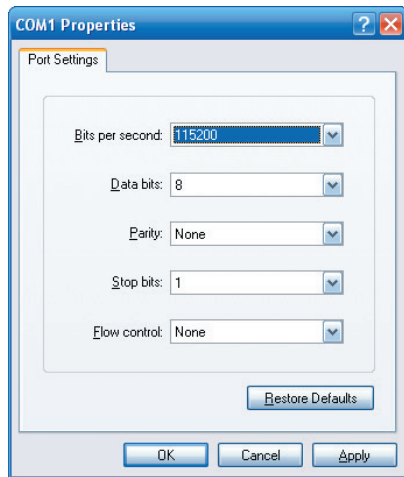 COM1 Properties
Port Settings
Bits per second: 115200
Data bits: 8
Parity: None
Stop bits: 1
Flow control: None
Restore Defaults
OK Cancel Apply